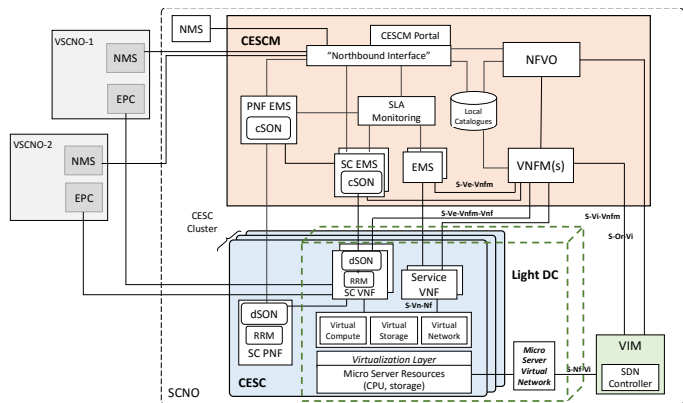 VSCNO-1
NMS
EPC
VSCNO-2
NMS
EPC
NMS
CESCM
CESCM Portal
“Northbound Interface”
NFVO
PNF EMS
cSON
SLA
Monitoring
Local
Catalogues
SC EMS
cSON
EMS
VNFM(s)
S-Ve-Vnfm
S-Ve-Vnfm-Vnf
S-Vi-Vnfm
S-Or-Vi
CESC
Cluster
dSON
RRM
SC VNF
Service
VNF
Light DC
S-Vn-Nf
dSON
RRM
SC PNF
Virtual
Compute
Virtual
Storage
Virtual
Network
Virtualization Layer
Micro Server Resources
(CPU, storage)
CESC
Micro
Server
Virtual
Network
S-Nf-Vi
VIM
SDN
Controller
SCNO